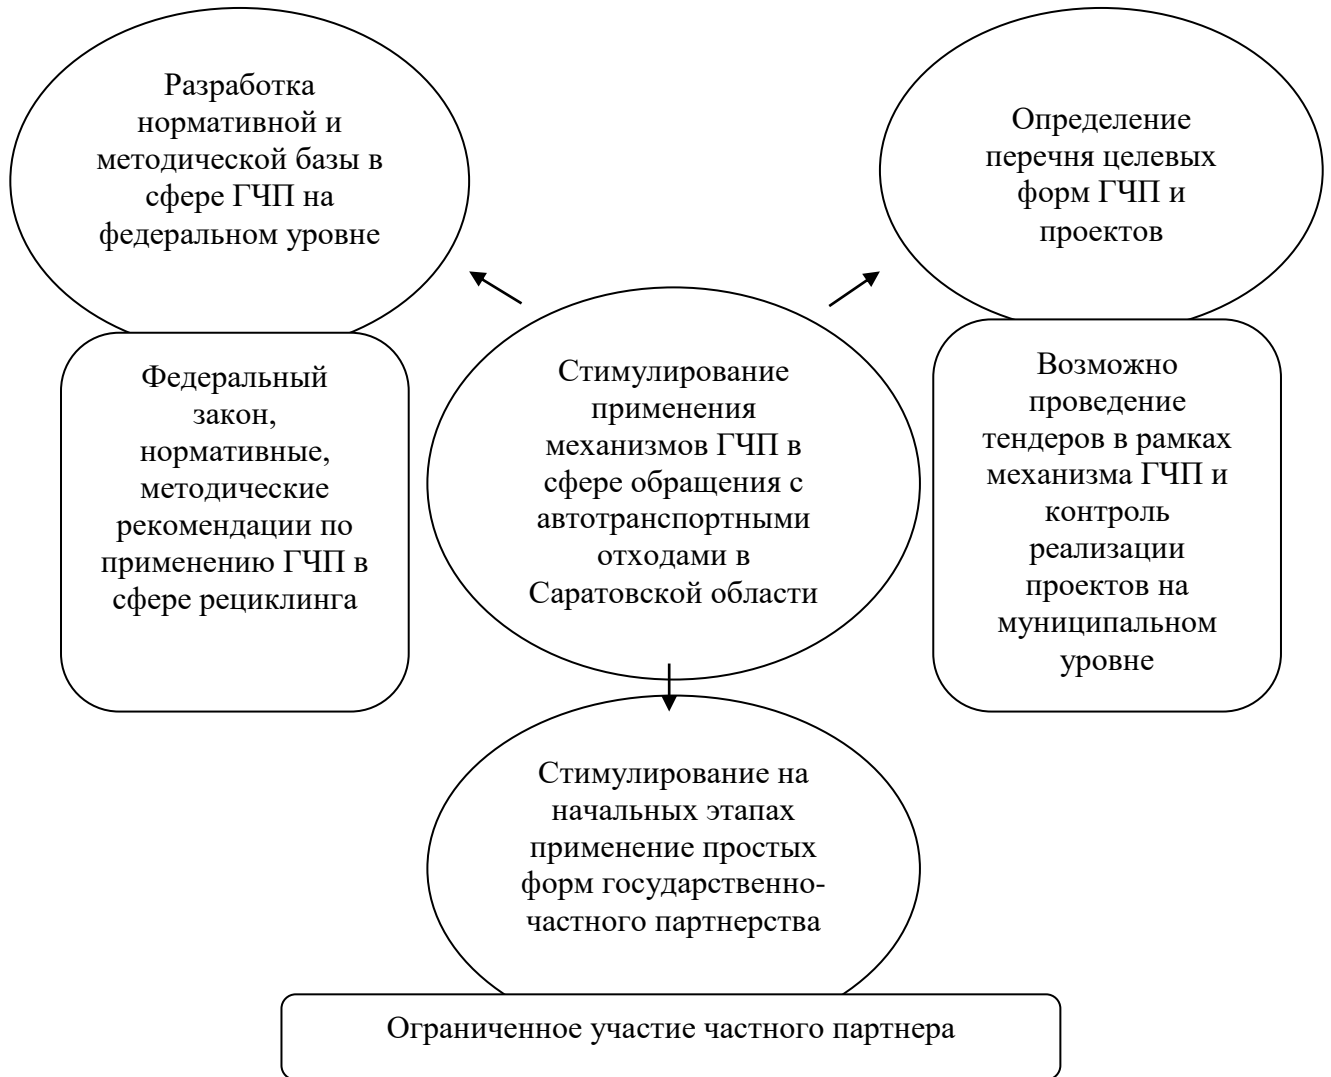 Разработка
нормативной и
методической базы в
сфере ГЧП на
федеральном уровне
Определение
перечня целевых
форм ГЧП и
проектов
Федеральный
закон,
нормативные,
методические
рекомендации по
применению ГЧП в
сфере рециклинга
Стимулирование
применения
механизмов ГЧП в
сфере обращения с
автотранспортными
отходами в
Саратовской области
Возможно
проведение
тендеров в рамках
механизма ГЧП и
контроль
реализации
проектов на
муниципальном
уровне
Стимулирование на
начальных этапах
применение простых
форм государственно-
частного партнерства
Ограниченное участие частного партнера